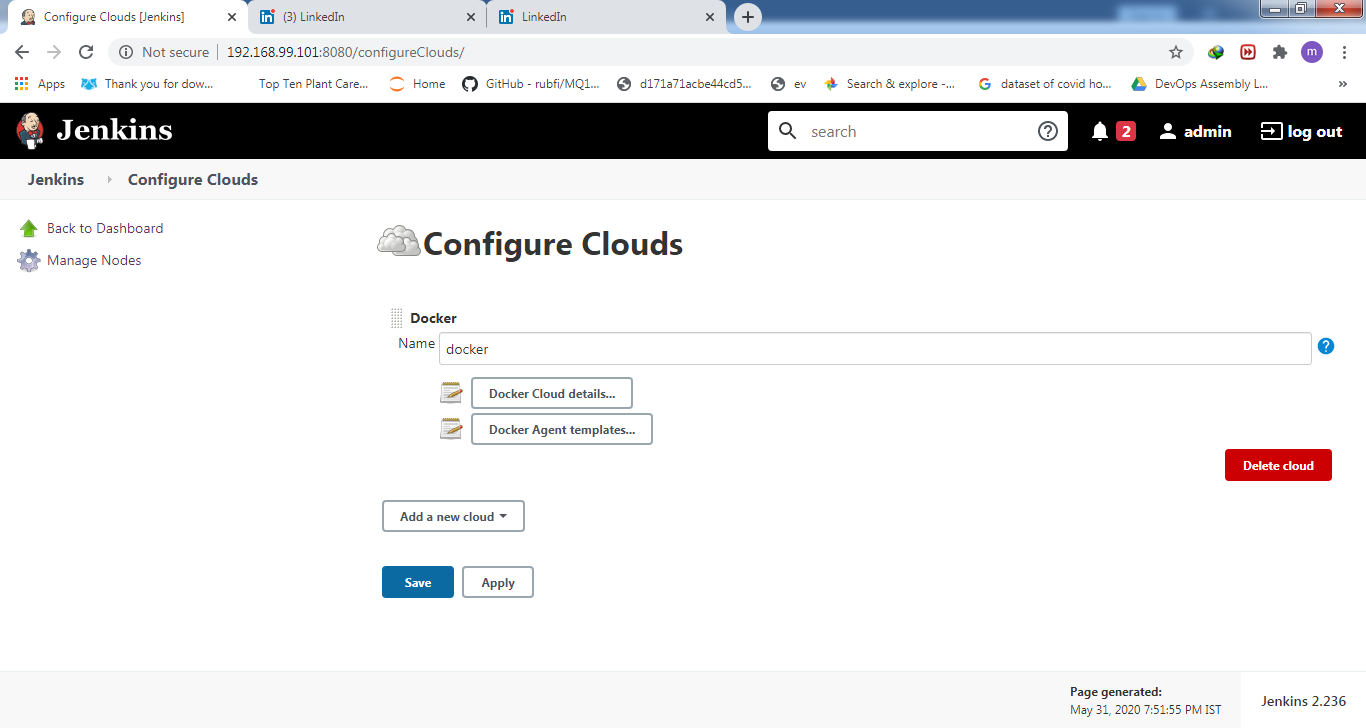 Configure Clouds [Jenkins]
(3) LinkedIn
LinkedIn
Not secure | 192.168.99.101:8080/configureClouds/
m
Apps
Thank you for dow...
Top Ten Plant Care...
Home
GitHub - rubfi/MQ1...
d171a71acbe44cd5...
ev
Search & explore -...
dataset of covid ho...
DevOps Assembly L...
»
Jenkins
search
2
admin
log out
Jenkins
Configure Clouds
Back to Dashboard
Manage Nodes
Configure Clouds
Docker
Name
docker
Docker Cloud details...
Docker Agent templates...
Delete cloud
Add a new cloud
Save
Apply
Page generated:
May 31, 2020 7:51:55 PM IST
Jenkins 2.236